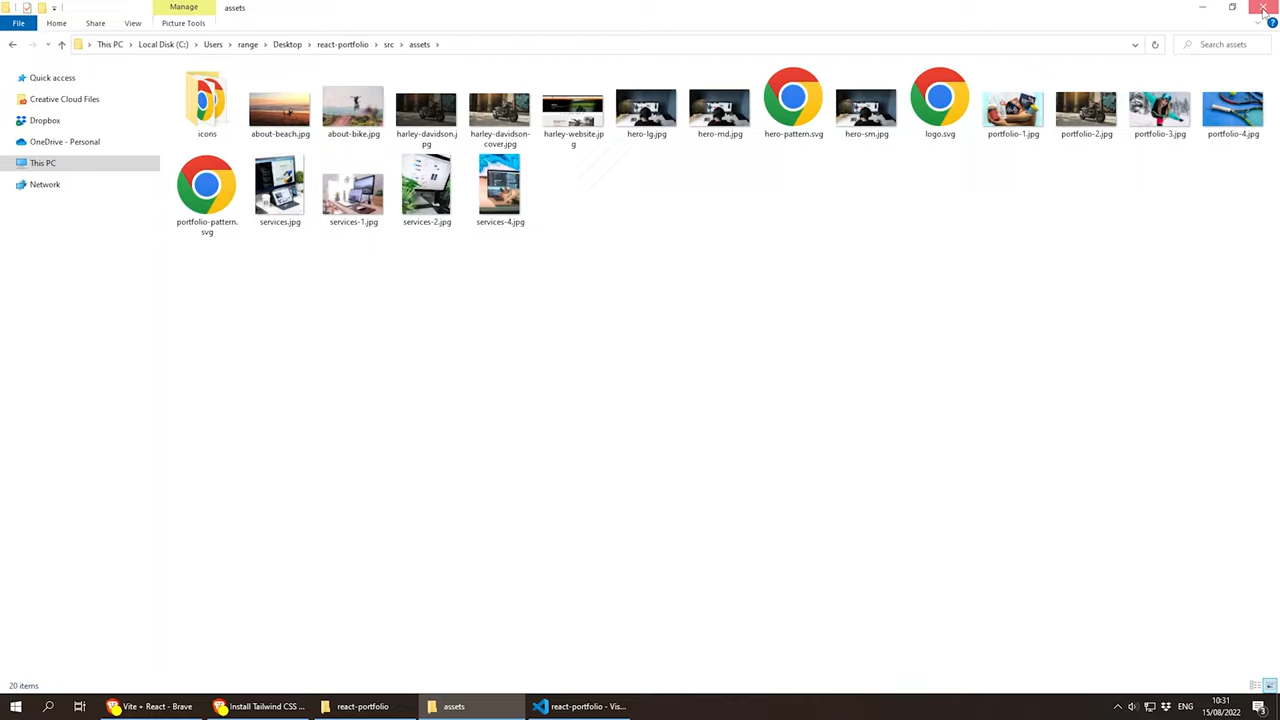 Manage
assets
File
Home
Share
View
Picture Tools
This PC
Local Disk (C:)
Users
range
Desktop
react-portfolio
src
assets
Search assets
Quick access
Creative Cloud Files
Dropbox
OneDrive - Personal
This PC
Network
icons
about-beach.jpg
about-bike.jpg
harley-davidson.j
pg
harley-davidson-
cover.jpg
harley-website.jp
g
hero-lg.jpg
hero-md.jpg
hero-pattern.svg
hero-sm.jpg
logo.svg
portfolio-1.jpg
portfolio-2.jpg
portfolio-3.jpg
portfolio-4.jpg
portfolio-pattern.
svg
services.jpg
services-1.jpg
services-2.jpg
services-4.jpg
20 items
Vite + React - Brave
Install Tailwind CSS ...
react-portfolio
assets
react-portfolio - Vis...
ENG
10:31
15/08/2022
3